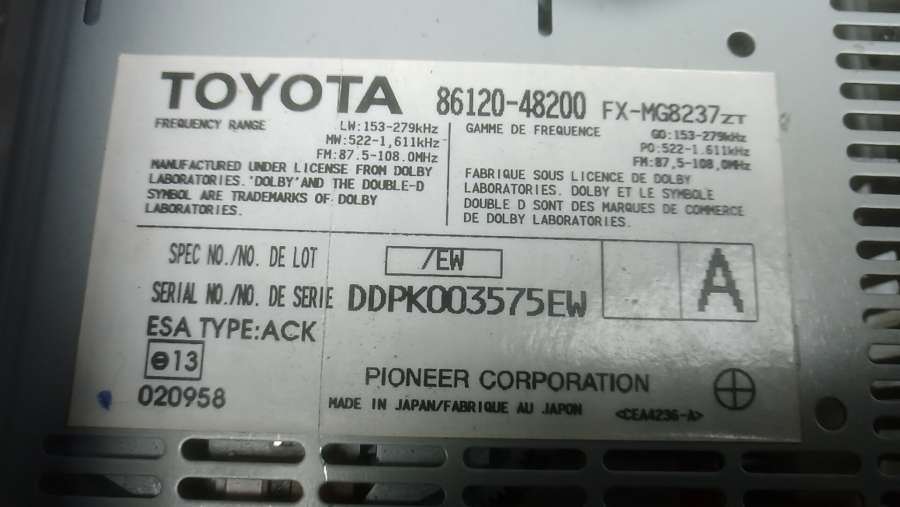 TOYOTA 86120-48200 FX-MG8237ZT
FREQUENCY RANGE LW:153-279kHz
MW:522-1,611kHz
FM:87.5-108.0MHz
MANUFACTURED UNDER LICENSE FROM DOLBY
LABORATORIES. "DOLBY" AND THE DOUBLE-D
SYMBOL ARE TRADEMARKS OF DOLBY
LABORATORIES.
GAMME DE FREQUENCE GO:153-279kHz
PO:522-1.611kHz
FM:87,5-108,0MHz
FABRIQUE SOUS LICENCE DE DOLBY
LABORATORIES. DOLBY ET LE SYMBOLE
DOUBLE D SONT DES MARQUES DE COMMERCE
DE DOLBY LABORATORIES.
SPEC NO./NO. DE LOT /EW A
SERIAL NO./NO. DE SERIE DDPK003575EW
ESA TYPE:ACK
e13
020958
PIONEER CORPORATION
MADE IN JAPAN/FABRIQUE AU JAPON <CEA4236-A>